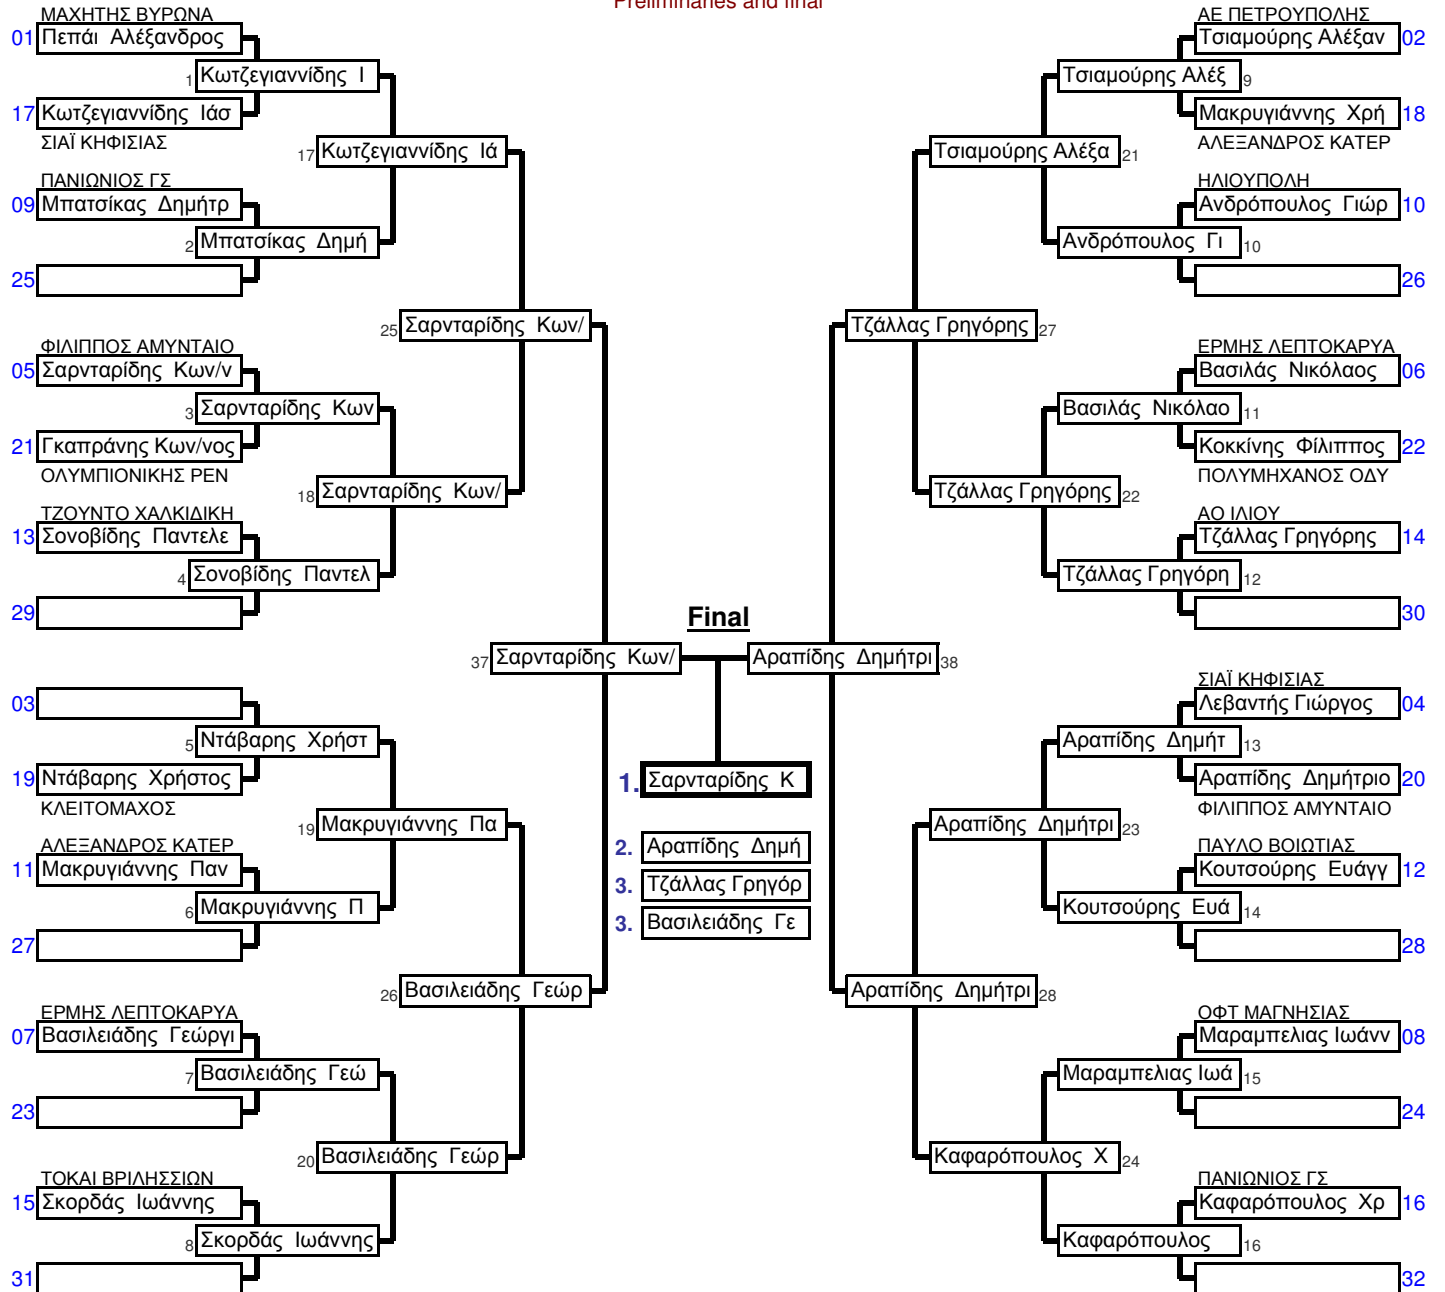 Preliminaries and final
ΜΑΧΗΤΗΣ ΒΥΡΩΝΑ
01 Πεπάι Αλέξανδρος
1 Κωτζεγιαννίδης Ι
17 Κωτζεγιαννίδης Ιάσ
ΣΙΑΪ ΚΗΦΙΣΙΑΣ
17 Κωτζεγιαννίδης Ιά
ΠΑΝΙΩΝΙΟΣ ΓΣ
09 Μπατσίκας Δημήτρ
2 Μπατσίκας Δημή
25
25 Σαρνταρίδης Κων/
ΦΙΛΙΠΠΟΣ ΑΜΥΝΤΑΙΟ
05 Σαρνταρίδης Κων/ν
3 Σαρνταρίδης Κων
21 Γκαπράνης Κων/νος
ΟΛΥΜΠΙΟΝΙΚΗΣ ΡΕΝ
18 Σαρνταρίδης Κων/
ΤΖΟΥΝΤΟ ΧΑΛΚΙΔΙΚΗ
13 Σονοβίδης Παντελε
4 Σονοβίδης Παντελ
29
37 Σαρνταρίδης Κων/
03
5 Ντάβαρης Χρήστ
19 Ντάβαρης Χρήστος
ΚΛΕΙΤΟΜΑΧΟΣ
19 Μακρυγιάννης Πα
ΑΛΕΞΑΝΔΡΟΣ ΚΑΤΕΡ
11 Μακρυγιάννης Παν
6 Μακρυγιάννης Π
27
26 Βασιλειάδης Γεώρ
ΕΡΜΗΣ ΛΕΠΤΟΚΑΡΥΑ
07 Βασιλειάδης Γεώργι
7 Βασιλειάδης Γεώ
23
20 Βασιλειάδης Γεώρ
ΤΟΚΑΙ ΒΡΙΛΗΣΣΙΩΝ
15 Σκορδάς Ιωάννης
8 Σκορδάς Ιωάννης
31
Final
1. Σαρνταρίδης Κ
2. Αραπίδης Δημή
3. Τζάλλας Γρηγόρ
3. Βασιλειάδης Γε
ΑΕ ΠΕΤΡΟΥΠΟΛΗΣ
Τσιαμούρης Αλέξαν 02
Τσιαμούρης Αλέξ 9
Μακρυγιάννης Χρή 18
ΑΛΕΞΑΝΔΡΟΣ ΚΑΤΕΡ
Τσιαμούρης Αλέξα 21
ΗΛΙΟΥΠΟΛΗ
Ανδρόπουλος Γιώρ 10
Ανδρόπουλος Γι 10
26
Τζάλλας Γρηγόρης 27
ΕΡΜΗΣ ΛΕΠΤΟΚΑΡΥΑ
Βασιλάς Νικόλαος 06
Βασιλάς Νικόλαο 11
Κοκκίνης Φίλιππος 22
ΠΟΛΥΜΗΧΑΝΟΣ ΟΔΥ
Τζάλλας Γρηγόρης 22
ΑΟ ΙΛΙΟΥ
Τζάλλας Γρηγόρης 14
Τζάλλας Γρηγόρη 12
30
Αραπίδης Δημήτρι 38
ΣΙΑΪ ΚΗΦΙΣΙΑΣ
Λεβαντής Γιώργος 04
Αραπίδης Δημήτ 13
Αραπίδης Δημήτριο 20
ΦΙΛΙΠΠΟΣ ΑΜΥΝΤΑΙΟ
Αραπίδης Δημήτρι 23
ΠΑΥΛΟ ΒΟΙΩΤΙΑΣ
Κουτσούρης Ευάγγ 12
Κουτσούρης Ευά 14
28
Αραπίδης Δημήτρι 28
ΟΦΤ ΜΑΓΝΗΣΙΑΣ
Μαραμπελιας Ιωάνν 08
Μαραμπελιας Ιωά 15
24
Καφαρόπουλος Χ 24
ΠΑΝΙΩΝΙΟΣ ΓΣ
Καφαρόπουλος Χρ 16
Καφαρόπουλος 16
32